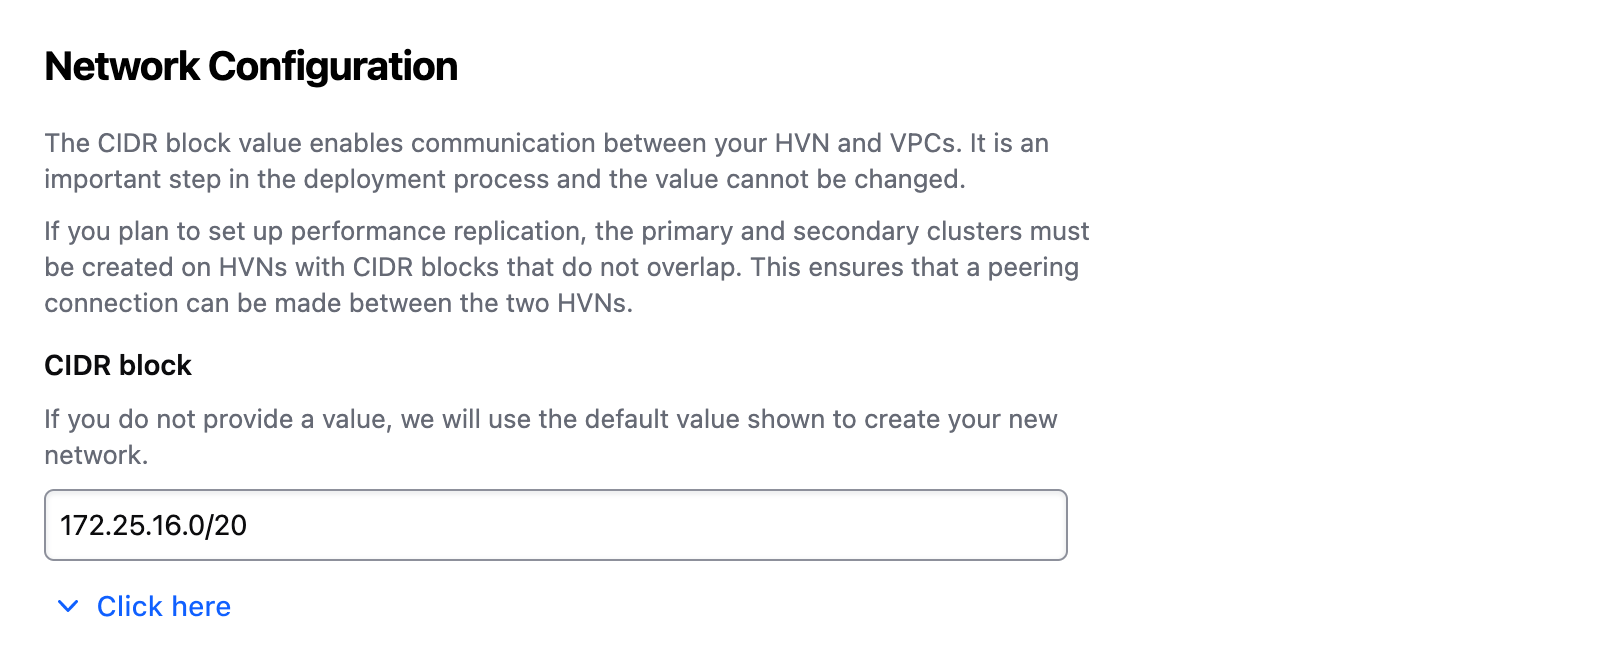 Network Configuration
The CIDR block value enables communication between your HVN and VPCs. It is an
important step in the deployment process and the value cannot be changed.
If you plan to set up performance replication, the primary and secondary clusters must
be created on HVNs with CIDR blocks that do not overlap. This ensures that a peering
connection can be made between the two HVNs.
CIDR block
If you do not provide a value, we will use the default value shown to create your new
network.
172.25.16.0/20
Click here